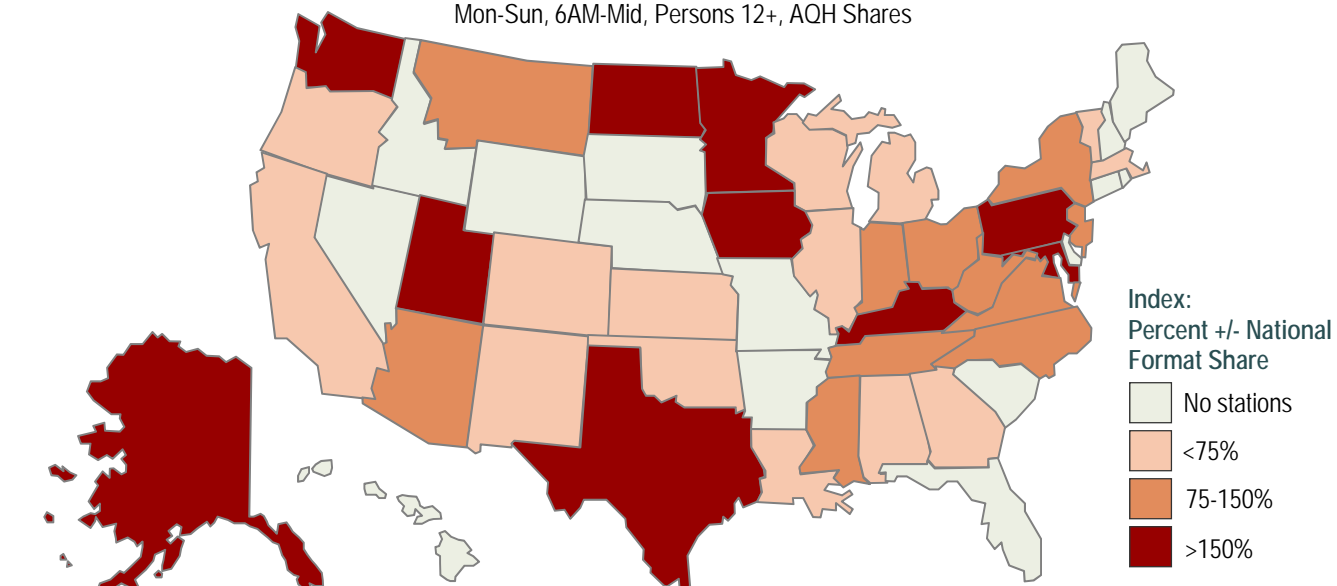 Mon-Sun, 6AM-Mid, Persons 12+, AQH Shares
Index:
Percent +/- National
Format Share
No stations
<75%
75-150%
>150%